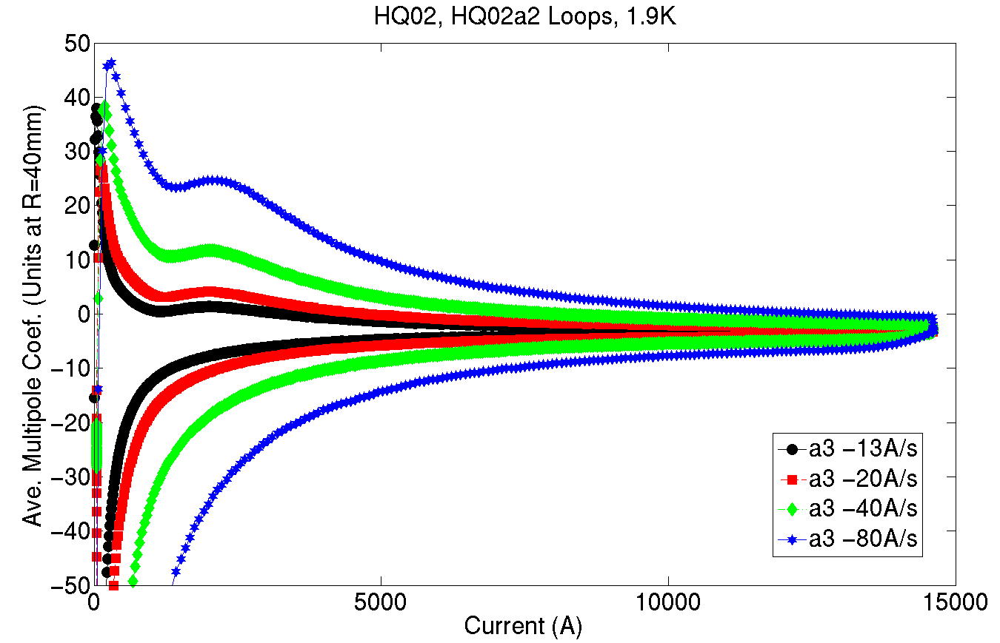 HQ02, HQ02a2 Loops, 1.9K
Ave. Multipole Coef. (Units at R=40mm)
50
40
30
20
10
0
−10
−20
−30
−40
−50
0
5000
10000
15000
Current (A)
a3 −13A/s
a3 −20A/s
a3 −40A/s
a3 −80A/s